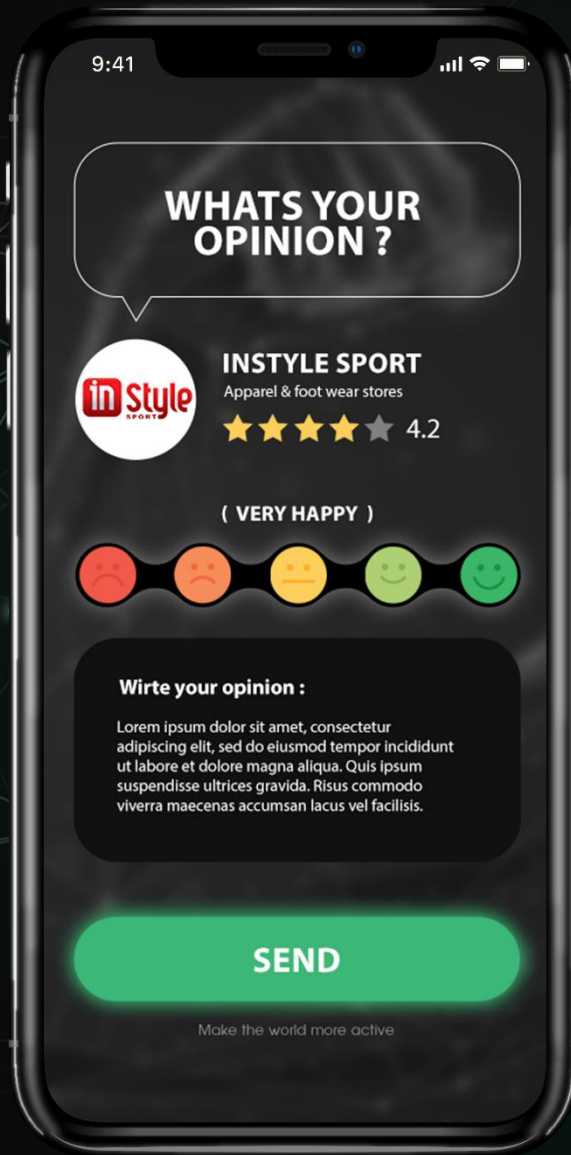 9:41
WHATS YOUR
OPINION ?
in Style
SPORT
INSTYLE SPORT
Apparel & foot wear stores
4.2
( VERY HAPPY )
Wirte your opinion :
Lorem ipsum dolor sit amet, consectetur
adipiscing elit, sed do eiusmod tempor incididunt
ut labore et dolore magna aliqua. Quis ipsum
suspendisse ultrices gravida. Risus commodo
viverra maecenas accumsan lacus vel facilisis.
SEND
Make the world more active